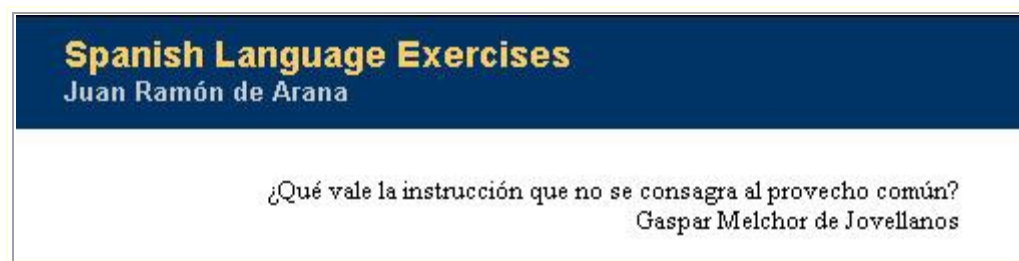 Spanish Language Exercises
Juan Ramón de Arana
¿Qué vale la instrucción que no se consagra al provecho común?
Gaspar Melchor de Jovellanos